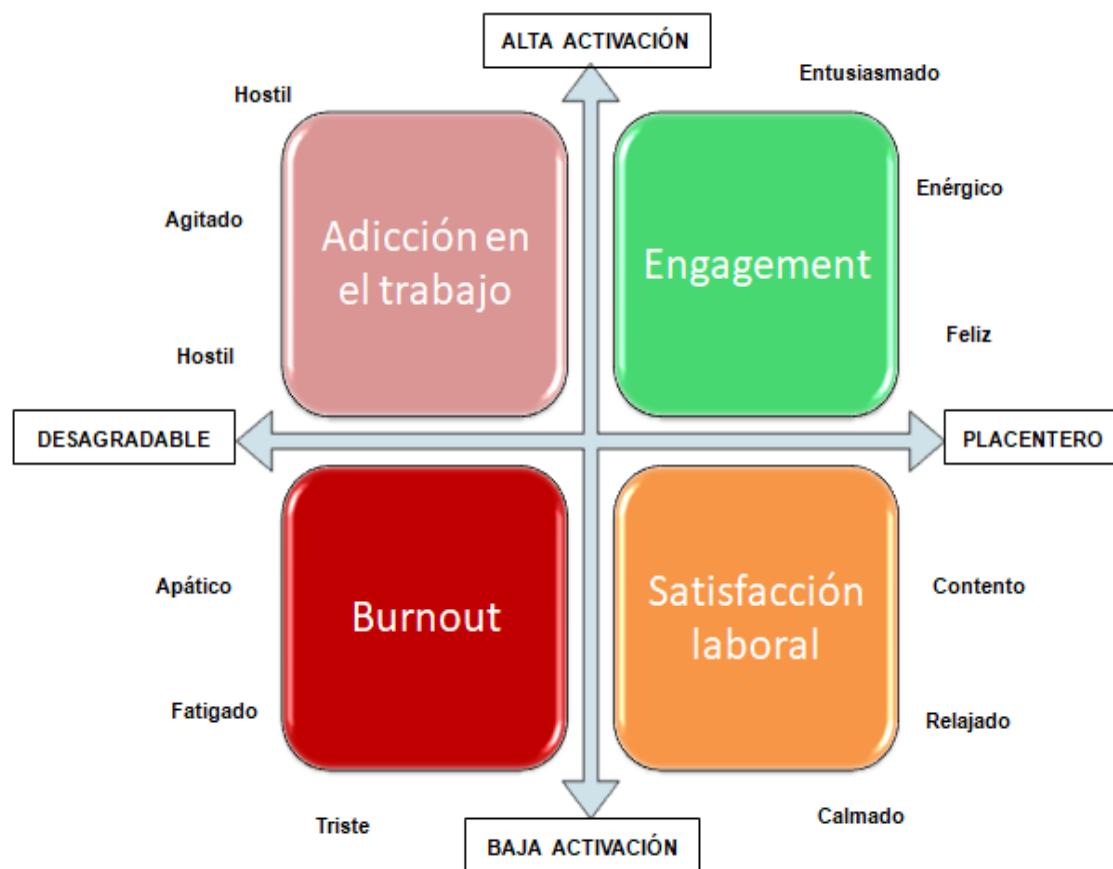 ALTA ACTIVACIÓN
Entusiasmado
Hostil
Enérgico
Agitado
Adicción en
el trabajo
Engagement
Feliz
Hostil
DESAGRADABLE
PLACENTERO
Apático
Burnout
Satisfacción
laboral
Contento
Fatigado
Relajado
Triste
Calmado
BAJA ACTIVACIÓN